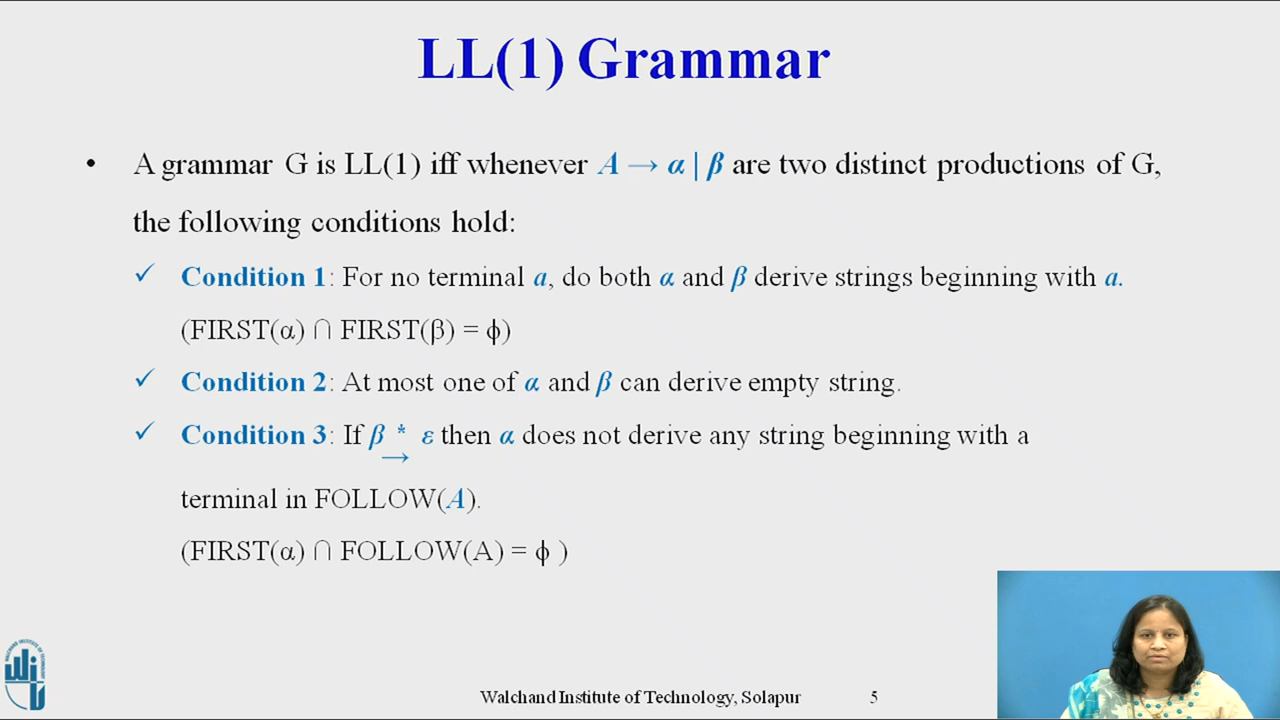 LL(1) Grammar
• A grammar G is LL(1) iff whenever A → α | β are two distinct productions of G,
the following conditions hold:
✓ Condition 1: For no terminal a, do both α and β derive strings beginning with a.
(FIRST(α) ∩ FIRST(β) = ϕ)
✓ Condition 2: At most one of α and β can derive empty string.
✓ Condition 3: If β * → ε then α does not derive any string beginning with a
terminal in FOLLOW(A).
(FIRST(α) ∩ FOLLOW(A) = ϕ )
Walchand Institute of Technology, Solapur 5